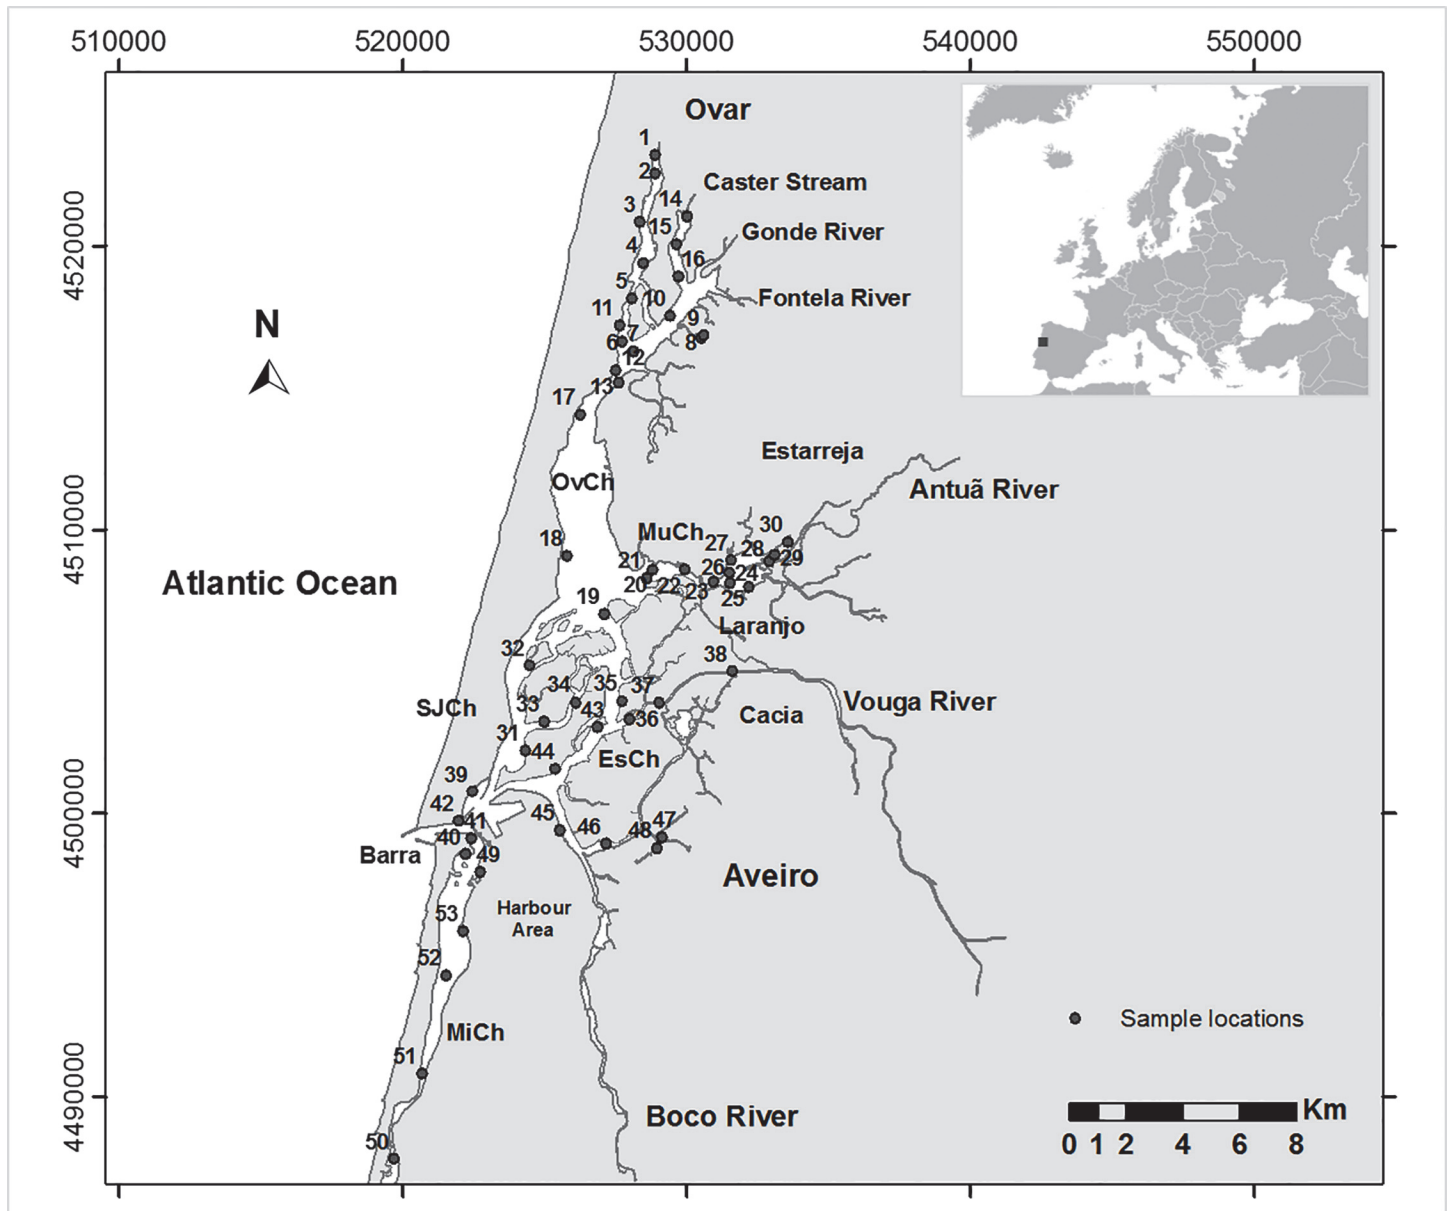 510000 520000 530000 540000 550000
Ovar
1
2
Caster Stream
14
3
15
Gonde River
4520000
4
16
5
10
Fontela River
11
9
7
6
8
12
N
13
17
Estarreja
OvCh
Antuã River
4510000
30
MuCh
18
27
28
29
21
26
24
20
22
23
25
Atlantic Ocean
19
Laranjo
32
38
34
35
37
SJCh
33
43
36
Vouga River
Cacia
31
44
EsCh
39
4500000
42
41
45
46
47
48
40
49
Barra
Aveiro
53
Harbour
Area
52
Sample locations
MiCh
51
4490000
Km
Boco River
0 1 2 4 6 8
50